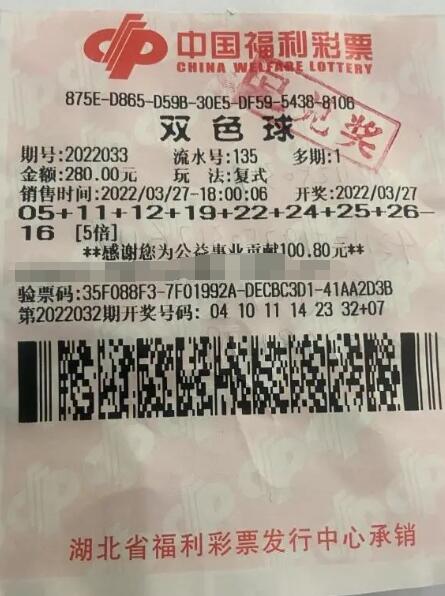 中国福利彩票
CHINA WELFARE LOTTERY
已兑奖
875E-D865-D59B-30E5-DF59-5438-8106
双色球
期号:2022033 流水号:135 多期:1
金额:280.00元 玩 法:复式
销售时间:2022/03/27-18:00:06 开奖:2022/03/27
05+11+12+19+22+24+25+26-
16 [5倍]
**感谢您为公益事业贡献100.80元**
验票码:35F088F3-7F01992A-DECBC3D1-41AA2D3B
第2022032期开奖号码: 04 10 11 14 23 32+07
湖北省福利彩票发行中心承销